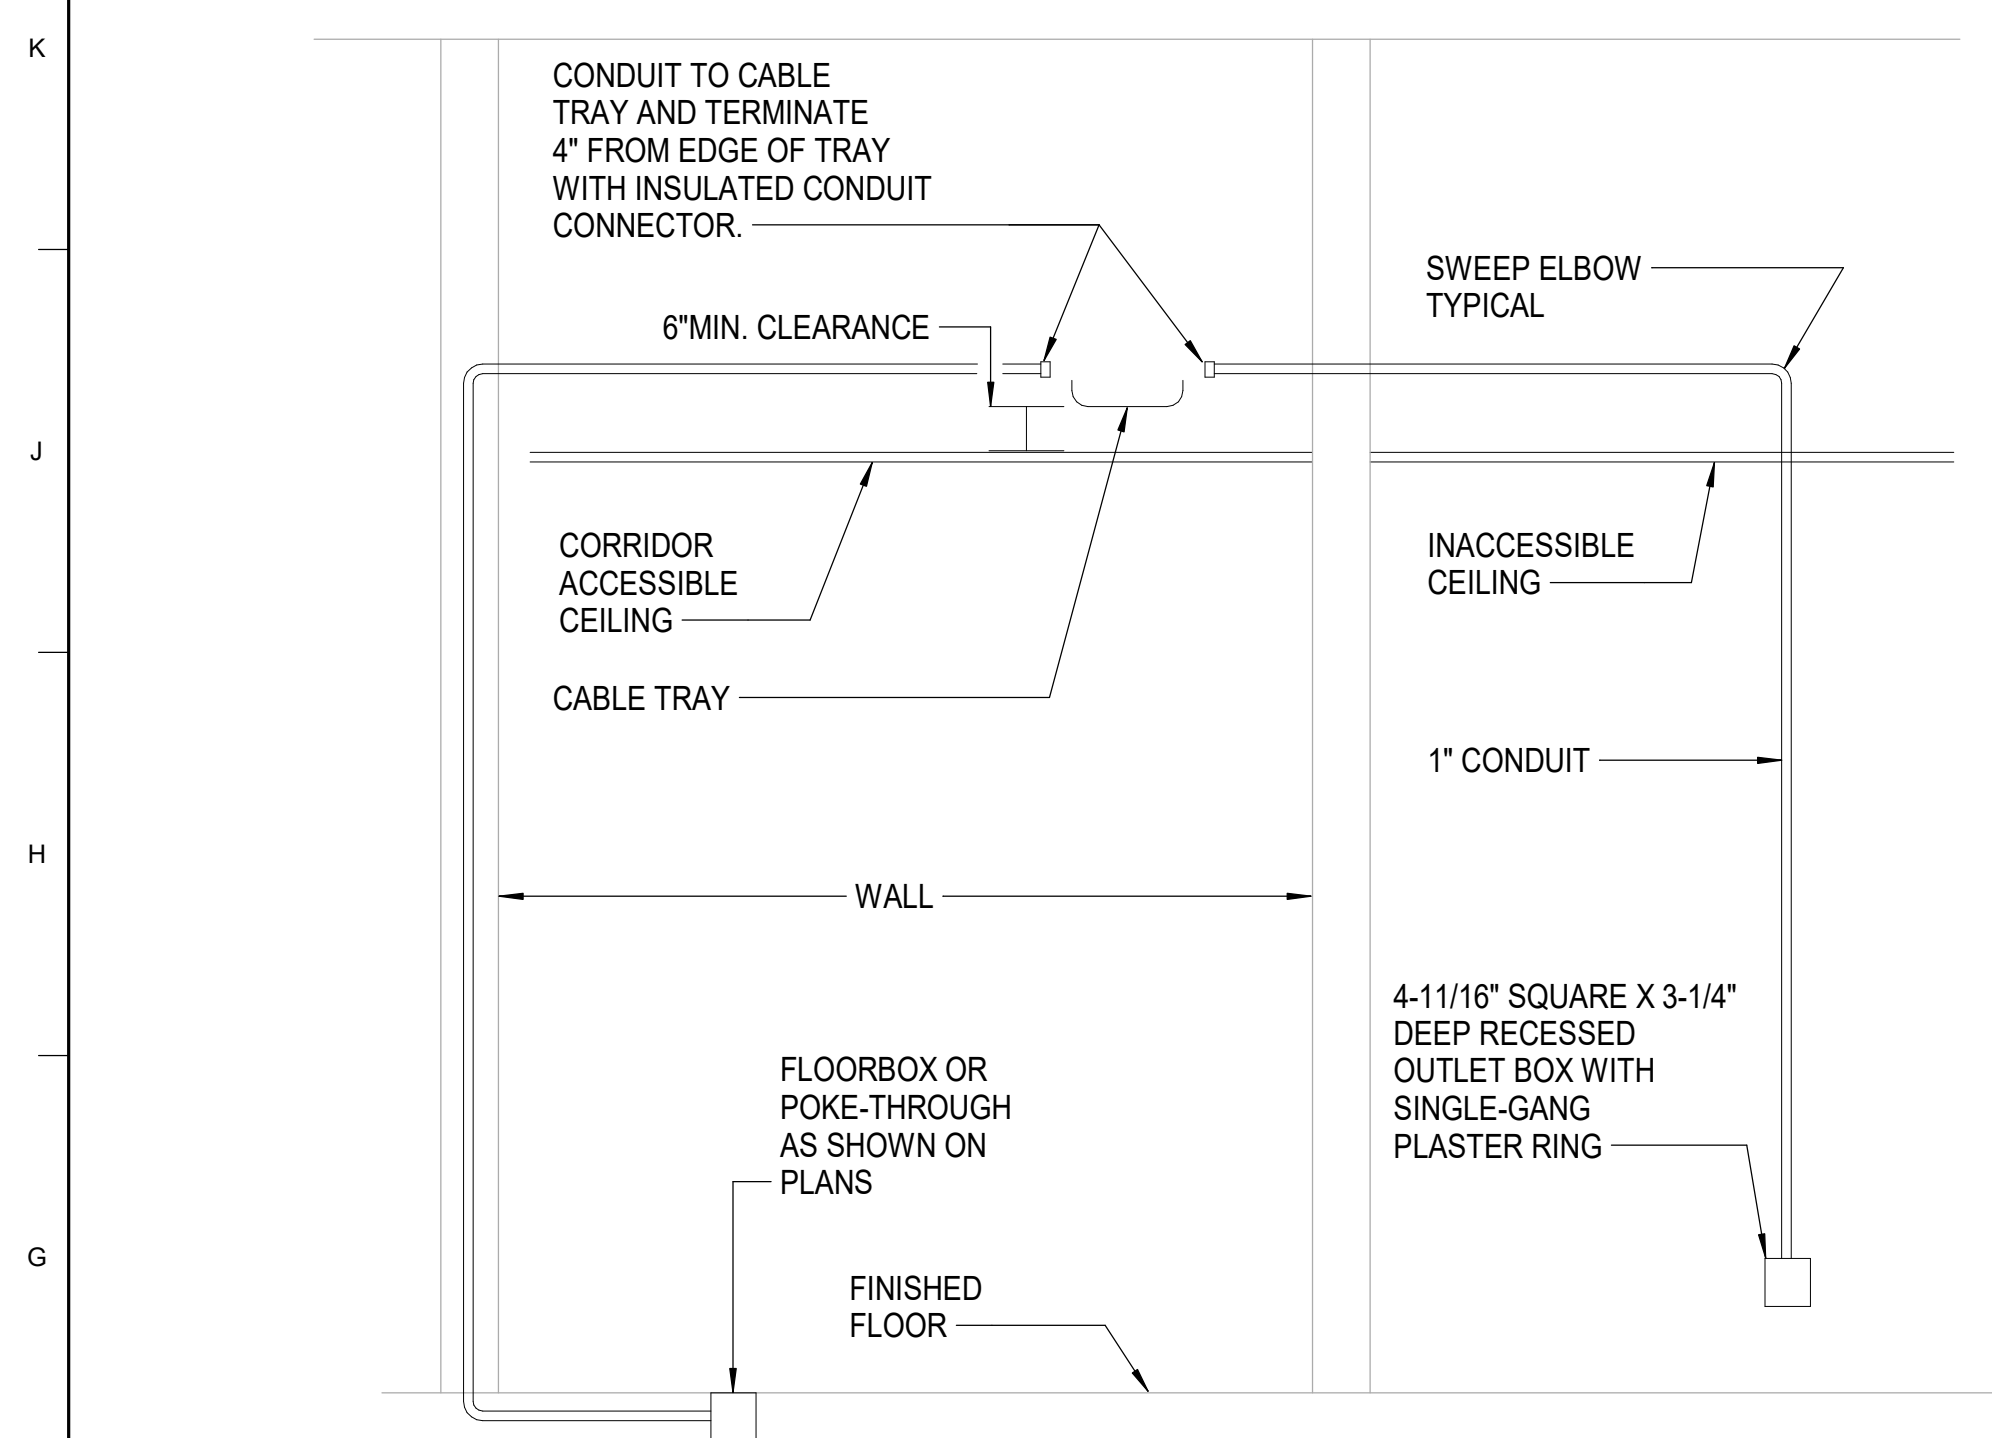 K
CONDUIT TO CABLE
TRAY AND TERMINATE
4" FROM EDGE OF TRAY
WITH INSULATED CONDUIT
CONNECTOR.
SWEEP ELBOW
TYPICAL
6"MIN. CLEARANCE
J
CORRIDOR
ACCESSIBLE
CEILING
INACCESSIBLE
CEILING
CABLE TRAY
1" CONDUIT
H
WALL
4-11/16" SQUARE X 3-1/4"
DEEP RECESSED
OUTLET BOX WITH
SINGLE-GANG
PLASTER RING
FLOORBOX OR
POKE-THROUGH
AS SHOWN ON
PLANS
G
FINISHED
FLOOR